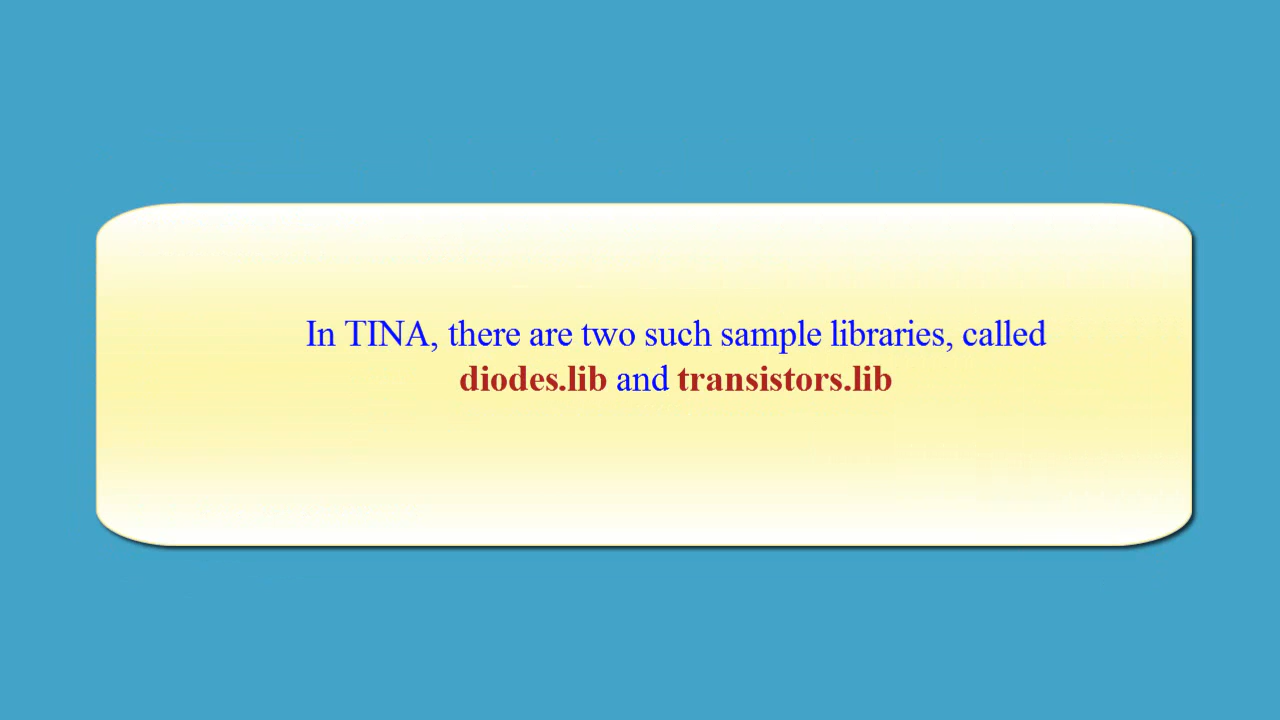 In TINA, there are two such sample libraries, called
diodes.lib and transistors.lib